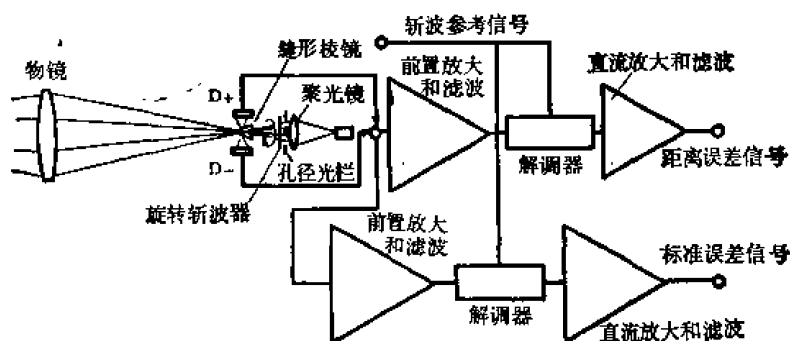 斩波参考信号
缝形棱镜
物镜
前置放大
和滤波
直流放大和滤波
D+
聚光镜
D-
孔径光栏
解调器
距离误差信号
旋转斩波器
前置放大
和滤波
标准误差信号
解调器
直流放大和滤波